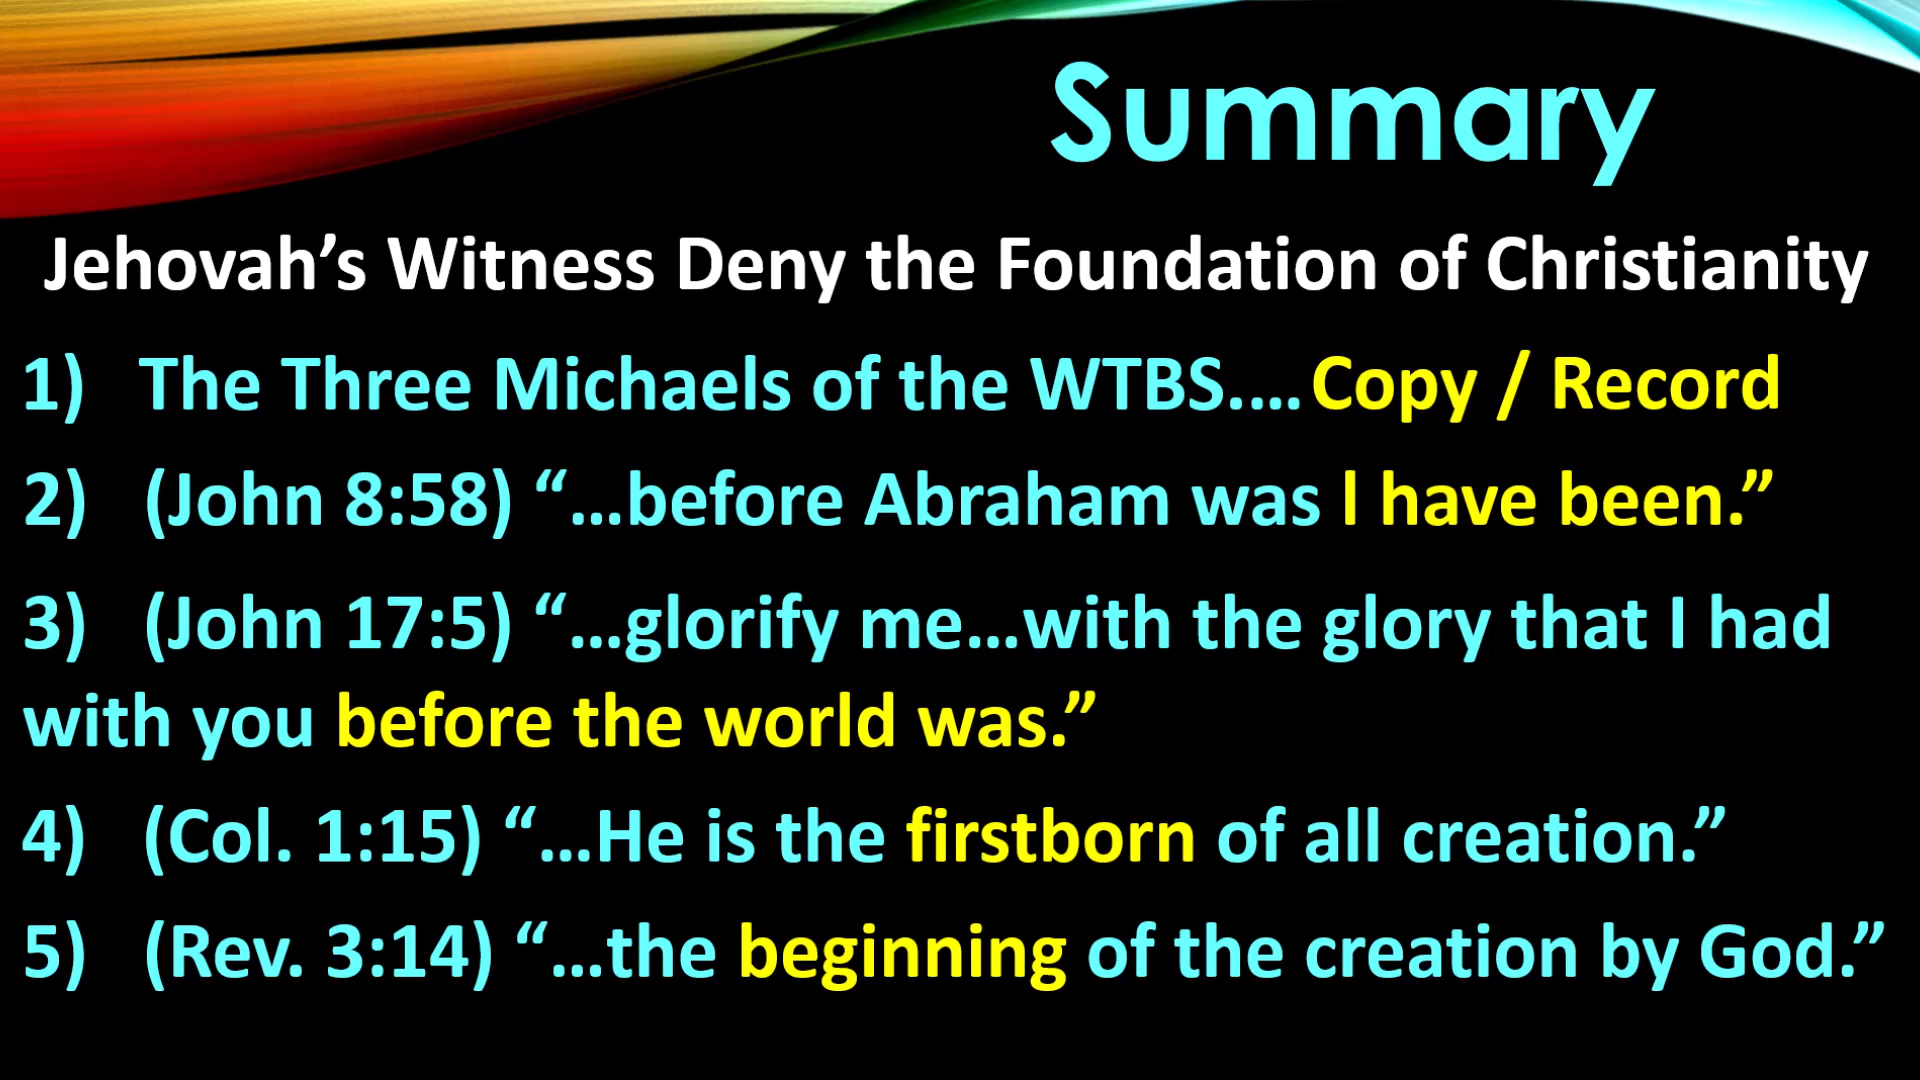 Summary
Jehovah’s Witness Deny the Foundation of Christianity
1) The Three Michaels of the WTBS.…Copy / Record
2) (John 8:58) “…before Abraham was I have been.”
3) (John 17:5) “…glorify me…with the glory that I had
with you before the world was.”
4) (Col. 1:15) “…He is the firstborn of all creation.”
5) (Rev. 3:14) “…the beginning of the creation by God.”